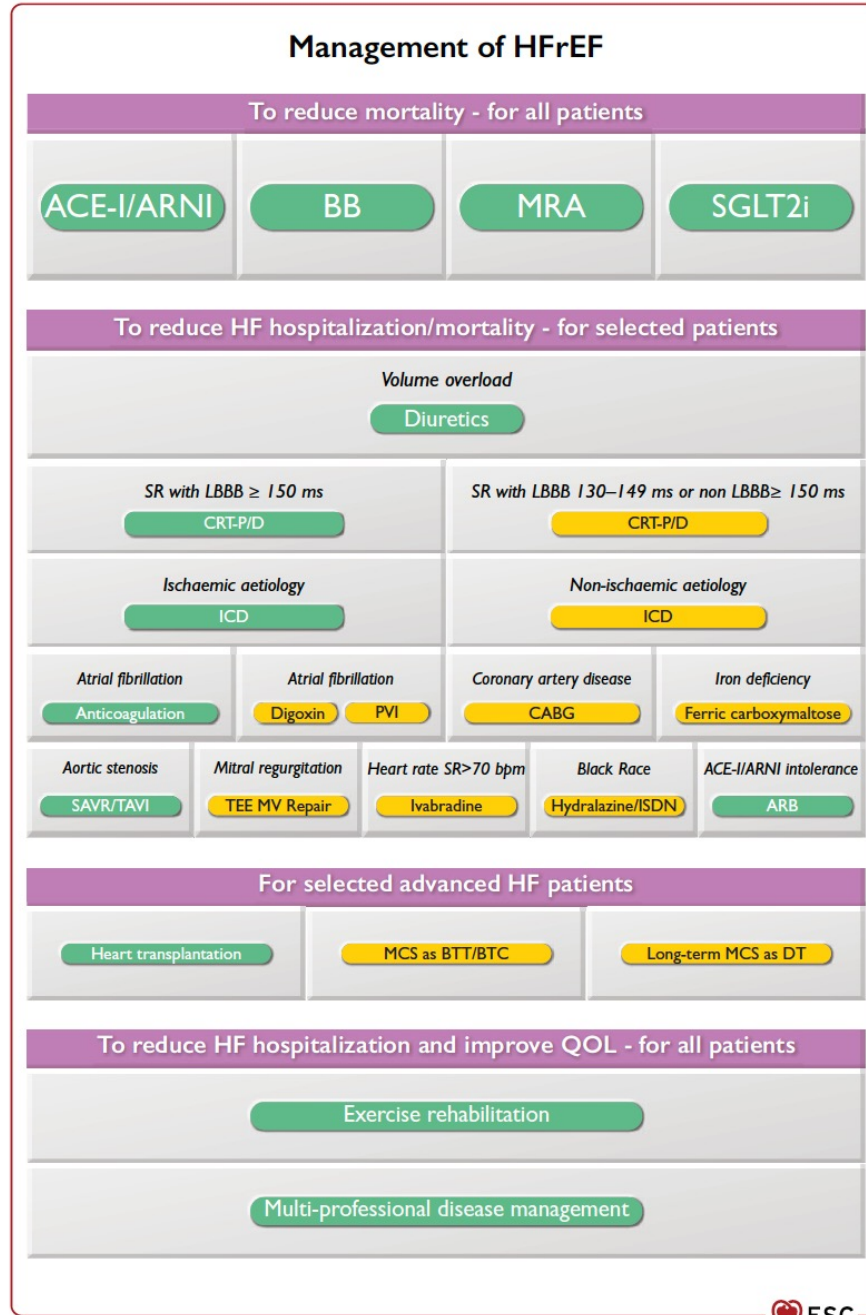 Management of HFrEF
To reduce mortality - for all patients
ACE-I/ARNI
BB
MRA
SGLT2i
To reduce HF hospitalization/mortality - for selected patients
Volume overload
Diuretics
SR with LBBB ≥ 150 ms
CRT-P/D
SR with LBBB 130–149 ms or non LBBB≥ 150 ms
CRT-P/D
Ischaemic aetiology
ICD
Non-ischaemic aetiology
ICD
Atrial fibrillation
Anticoagulation
Atrial fibrillation
Digoxin
PVI
Coronary artery disease
CABG
Iron deficiency
Ferric carboxymaltose
Aortic stenosis
SAVR/TAVI
Mitral regurgitation
TEE MV Repair
Heart rate SR>70 bpm
Ivabradine
Black Race
Hydralazine/ISDN
ACE-I/ARNI intolerance
ARB
For selected advanced HF patients
Heart transplantation
MCS as BTT/BTC
Long-term MCS as DT
To reduce HF hospitalization and improve QOL - for all patients
Exercise rehabilitation
Multi-professional disease management
ESC